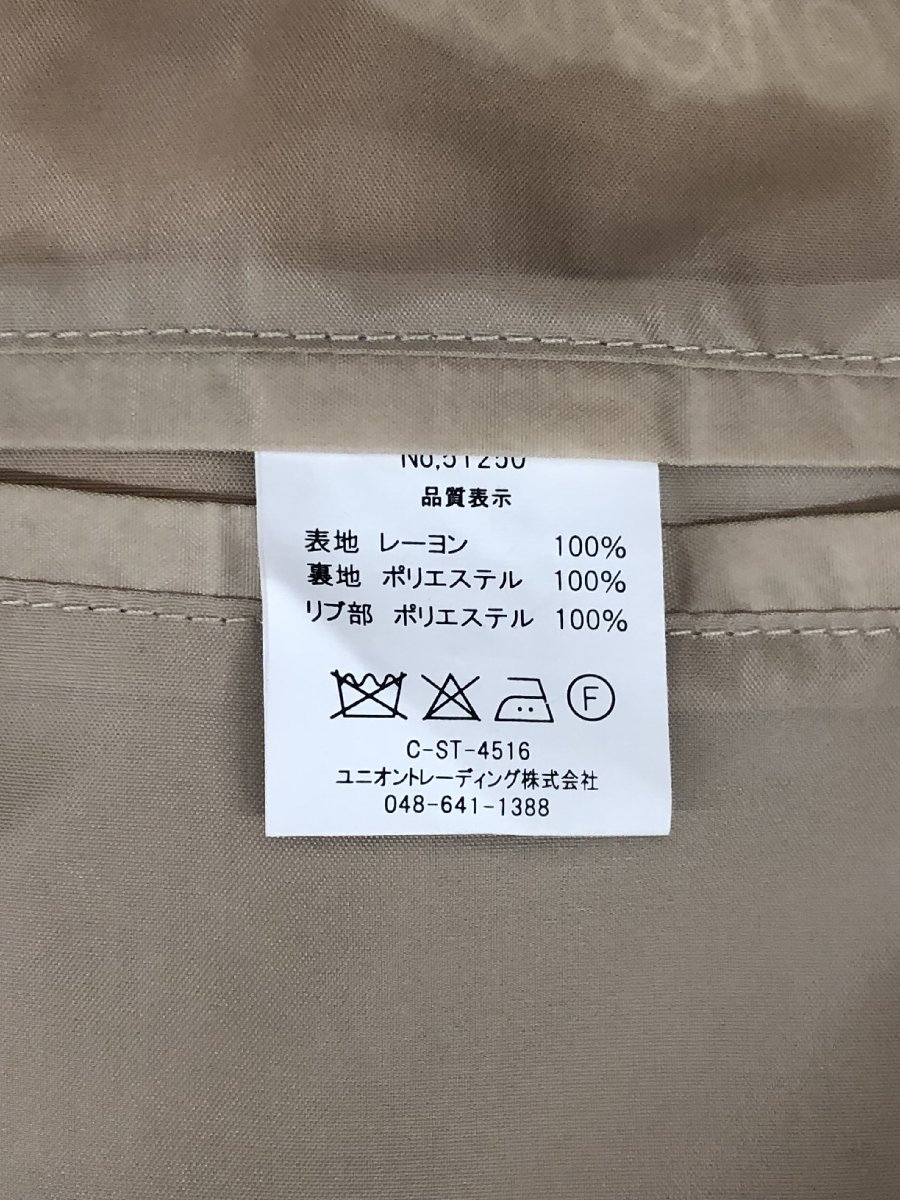 No,51250
品質表示
表地 レーヨン 100%
裏地 ポリエステル 100%
リブ部 ポリエステル 100%
F
C-ST-4516
ユニオントレーディング株式会社
048-641-1388